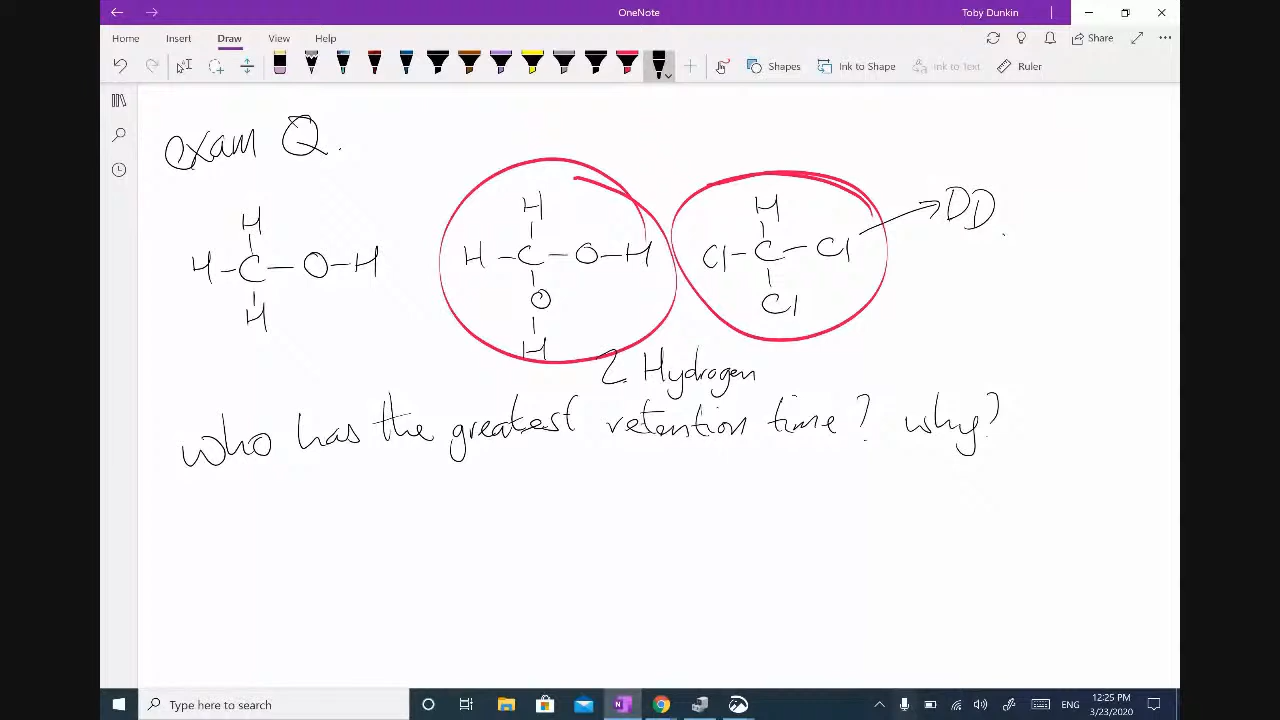 OneNote
Toby Dunkin
Home Insert Draw View Help
Share
Shapes
Ink to Shape
Ink to Text
Ruler
exam Q.
H
H - C - O - H
H
H
H - C - O - H
O
H
H
Cl - C - Cl
Cl
DD.
2 Hydrogen
who has the greatest retention time? why?
Type here to search
ENG
12:25 PM
3/23/2020